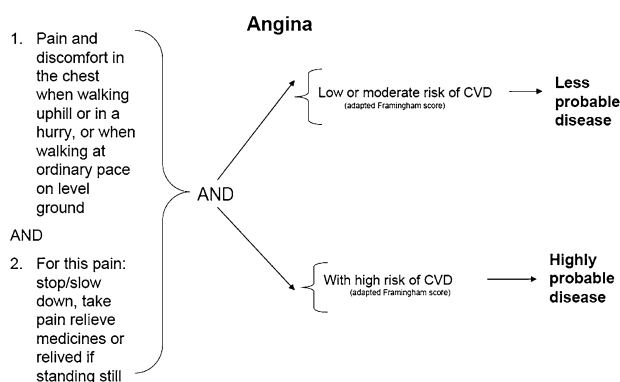 Angina
1. Pain and
discomfort in
the chest
when walking
uphill or in a
hurry, or when
walking at
ordinary pace
on level
ground
AND
2. For this pain:
stop/slow
down, take
pain relieve
medicines or
relived if
standing still
AND
Low or moderate risk of CVD
(adapted Framingham score)
Less
probable
disease
With high risk of CVD
(adapted Framingham score)
Highly
probable
disease